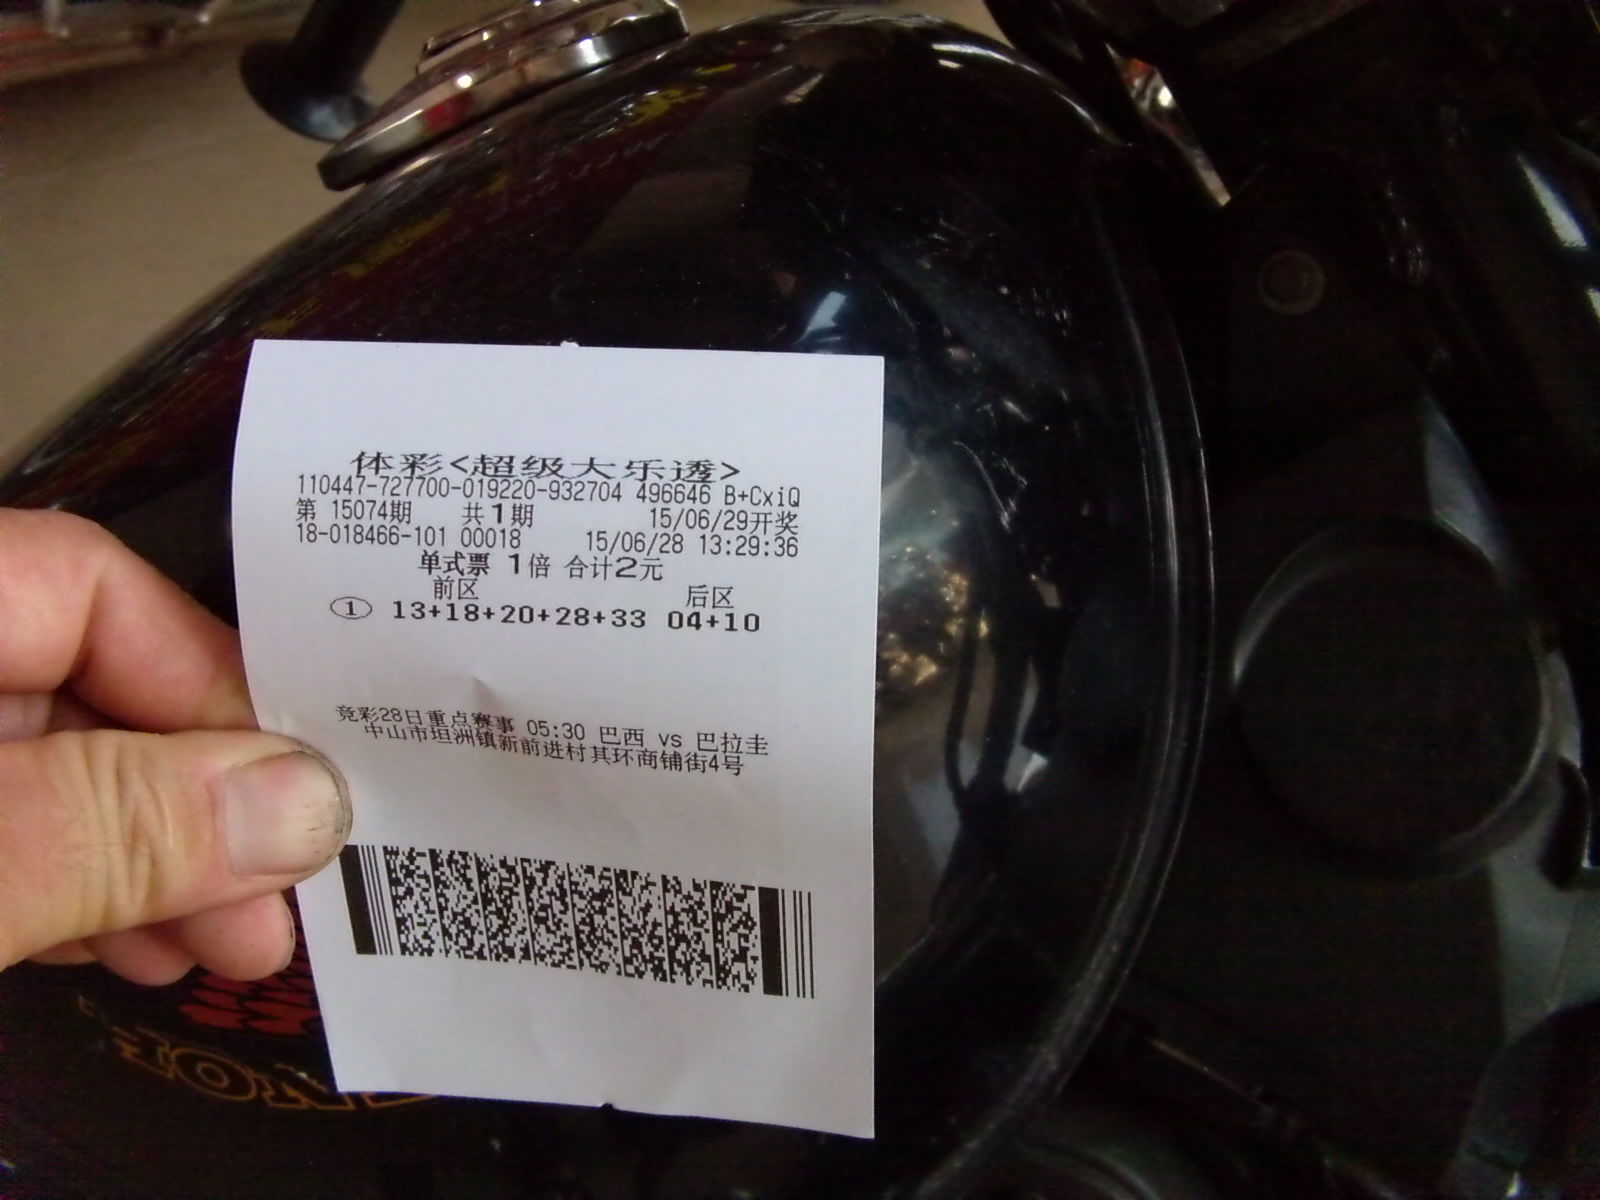 体彩<超级大乐透>
110447-727700-019220-932704 496646 B+CxiQ
第 15074期 共1期 15/06/29开奖
18-018466-101 00018 15/06/28 13:29:36
单式票 1倍 合计2元
前区 后区
① 13+18+20+28+33 04+10
竞彩28日重点赛事 05:30 巴西 vs 巴拉圭
中山市坦洲镇新前进村其环商铺街4号